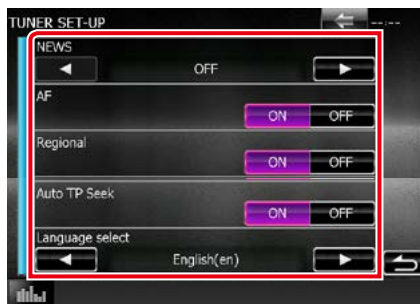 TUNER SET-UP --:--
NEWS
OFF
AF
ON OFF
Regional
ON OFF
Auto TP Seek
ON OFF
Language select
English(en)